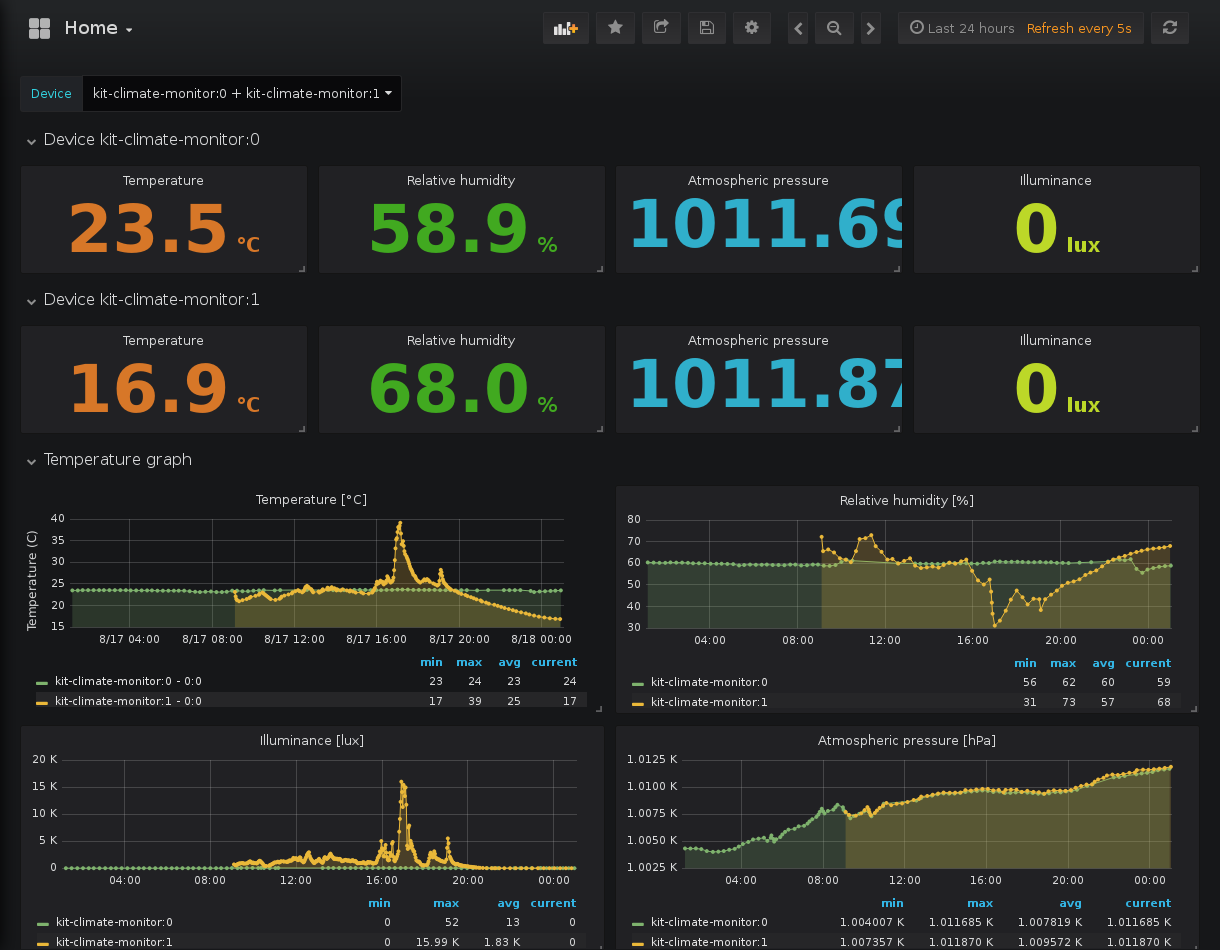 Home
Last 24 hours Refresh every 5s
Device kit-climate-monitor:0 + kit-climate-monitor:1
Device kit-climate-monitor:0
Temperature Relative humidity Atmospheric pressure Illuminance
23.5 °C 58.9 % 1011.69 0 lux
Device kit-climate-monitor:1
Temperature Relative humidity Atmospheric pressure Illuminance
16.9 °C 68.0 % 1011.87 0 lux
Temperature graph
Temperature [°C]
Temperature (C)
40
35
30
25
20
15
8/17 04:00 8/17 08:00 8/17 12:00 8/17 16:00 8/17 20:00 8/18 00:00
min max avg current
kit-climate-monitor:0 - 0:0 23 24 23 24
kit-climate-monitor:1 - 0:0 17 39 25 17
Relative humidity [%]
80
70
60
50
40
30
04:00 08:00 12:00 16:00 20:00 00:00
min max avg current
kit-climate-monitor:0 56 62 60 59
kit-climate-monitor:1 31 73 57 68
Illuminance [lux]
20 K
15 K
10 K
5 K
0
04:00 08:00 12:00 16:00 20:00 00:00
min max avg current
kit-climate-monitor:0 0 52 13 0
kit-climate-monitor:1 0 15.99 K 1.83 K 0
Atmospheric pressure [hPa]
1.0125 K
1.0100 K
1.0075 K
1.0050 K
1.0025 K
04:00 08:00 12:00 16:00 20:00 00:00
min max avg current
kit-climate-monitor:0 1.004007 K 1.011685 K 1.007819 K 1.011685 K
kit-climate-monitor:1 1.007357 K 1.011870 K 1.009572 K 1.011870 K